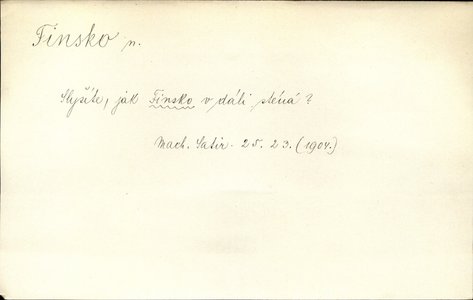 Finsko n.
Slyšíte, jak Finsko v dáli sténá?
Mach. Satir. 25. 23. (1904.)